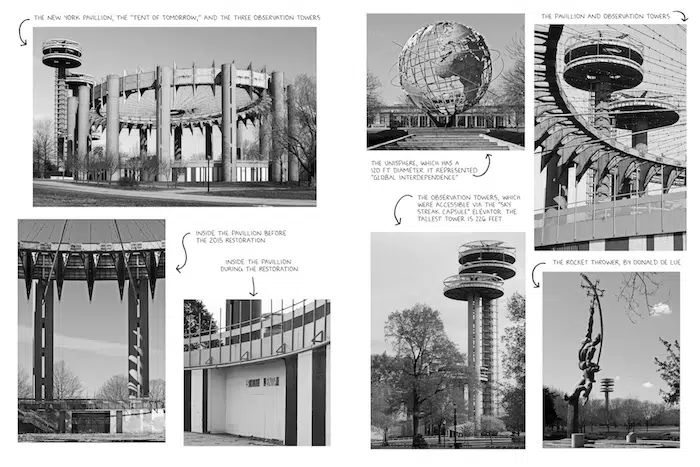 THE NEW YORK PAVILLION, THE "TENT OF TOMORROW," AND THE THREE OBSERVATION TOWERS
THE PAVILLION AND OBSERVATION TOWERS
THE UNISPHERE, WHICH HAS A
120 FT DIAMETER. IT REPRESENTED
"GLOBAL INTERDEPENDENCE"
THE OBSERVATION TOWERS, WHICH
WERE ACCESSIBLE VIA THE "SKY
STREAK CAPSULE" ELEVATOR. THE
TALLEST TOWER IS 226 FEET.
INSIDE THE PAVILLION BEFORE
THE 2015 RESTORATION
INSIDE THE PAVILLION
DURING THE RESTORATION
THE ROCKET THROWER, BY DONALD DE LUE